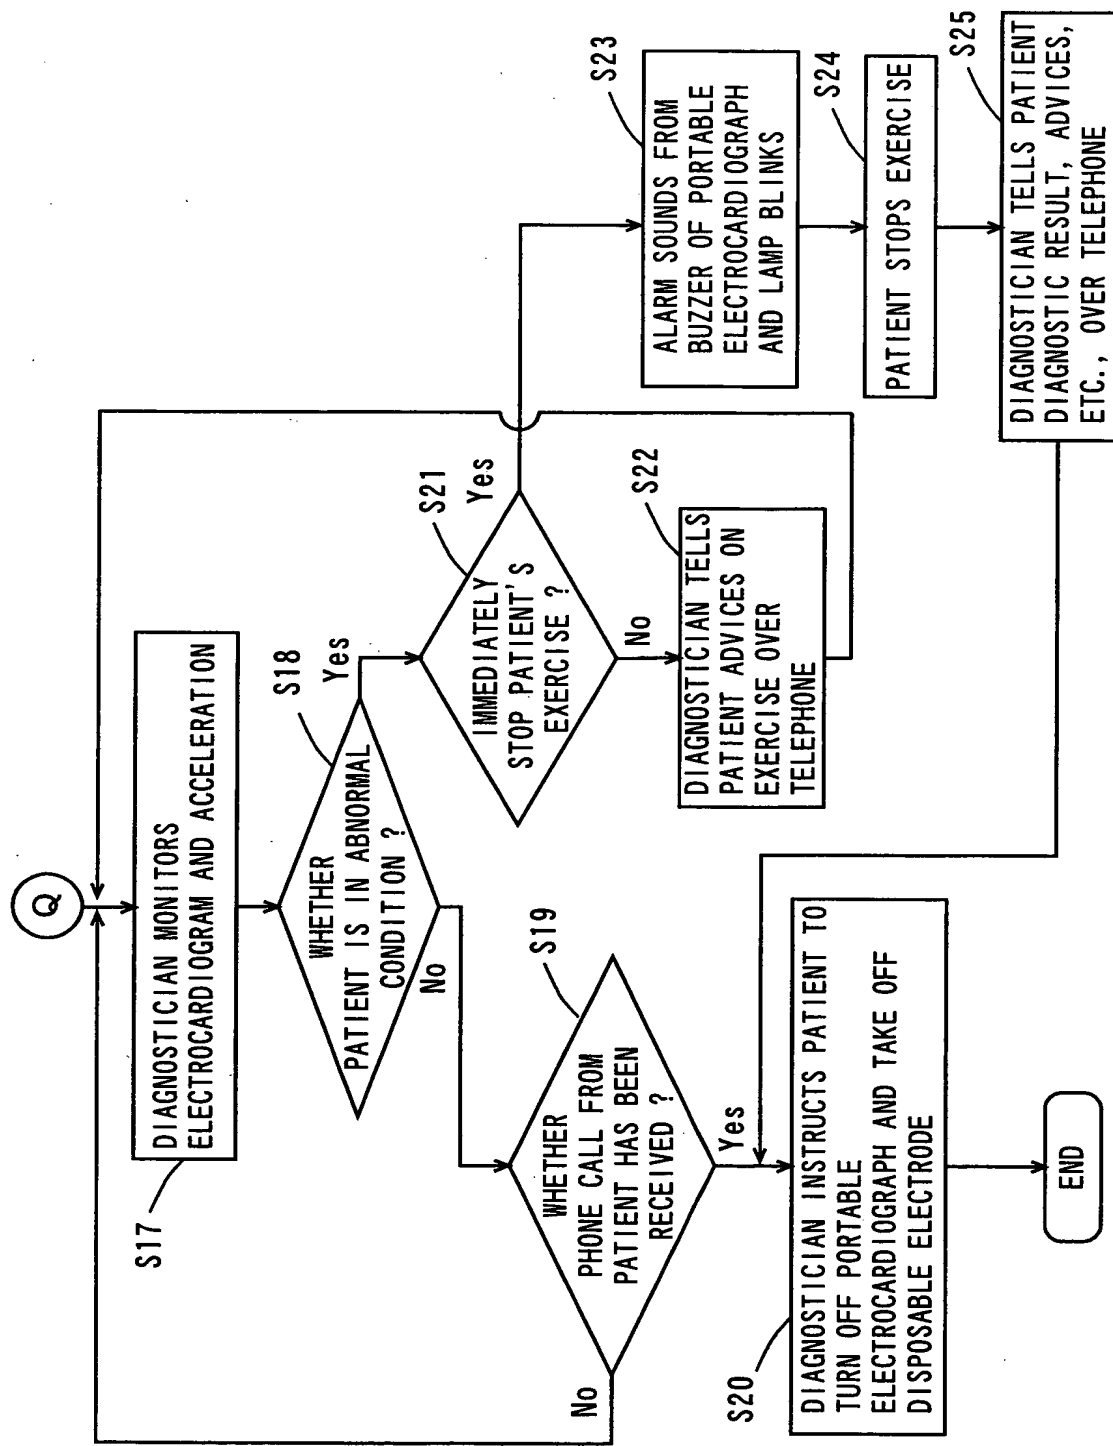 Q
S17
DIAGNOSTICIAN MONITORS
ELECTROCARDIOGRAM AND ACCELERATION
S18
WHETHER
PATIENT IS IN ABNORMAL
CONDITION ?
Yes
No
S19
WHETHER
PHONE CALL FROM
PATIENT HAS BEEN
RECEIVED ?
No
Yes
S20
DIAGNOSTICIAN INSTRUCTS PATIENT TO
TURN OFF PORTABLE
ELECTROCARDIOGRAPH AND TAKE OFF
DISPOSABLE ELECTRODE
END
S21
IMMEDIATELY
STOP PATIENT'S
EXERCISE ?
Yes
No
S22
DIAGNOSTICIAN TELLS
PATIENT ADVICES ON
EXERCISE OVER
TELEPHONE
S23
ALARM SOUNDS FROM
BUZZER OF PORTABLE
ELECTROCARDIOGRAPH
AND LAMP BLINKS
S24
PATIENT STOPS EXERCISE
S25
DIAGNOSTICIAN TELLS PATIENT
DIAGNOSTIC RESULT, ADVICES,
ETC., OVER TELEPHONE